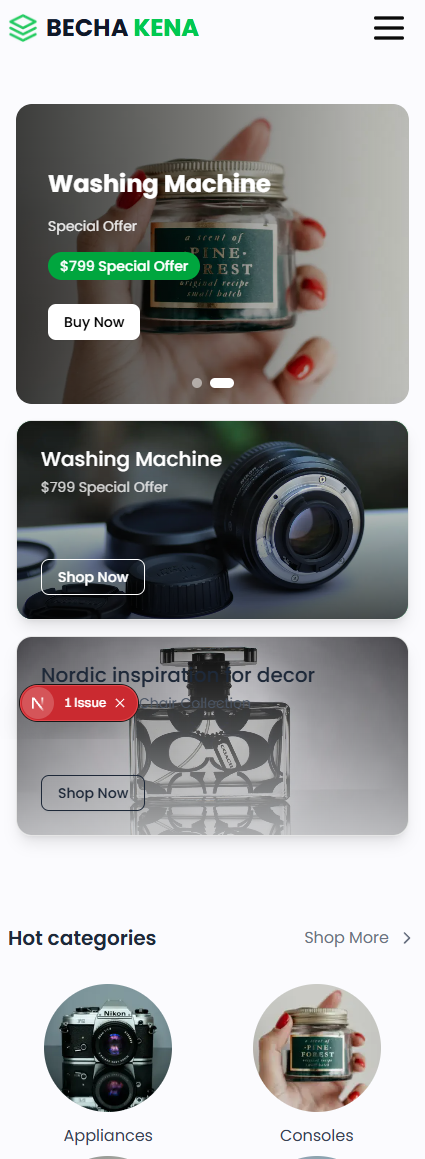 BECHA KENA
Washing Machine
Special Offer
$799 Special Offer
Buy Now
a scent of
PINE
REST
original recipe
small batch
Washing Machine
$799 Special Offer
Shop Now
Nordic inspiration for decor
N 1 Issue
Chair Collection
COACH
Shop Now
Hot categories
Shop More
Nikon
a scent of
·PINE·
FOREST
original recipe
small batch
Appliances
Consoles